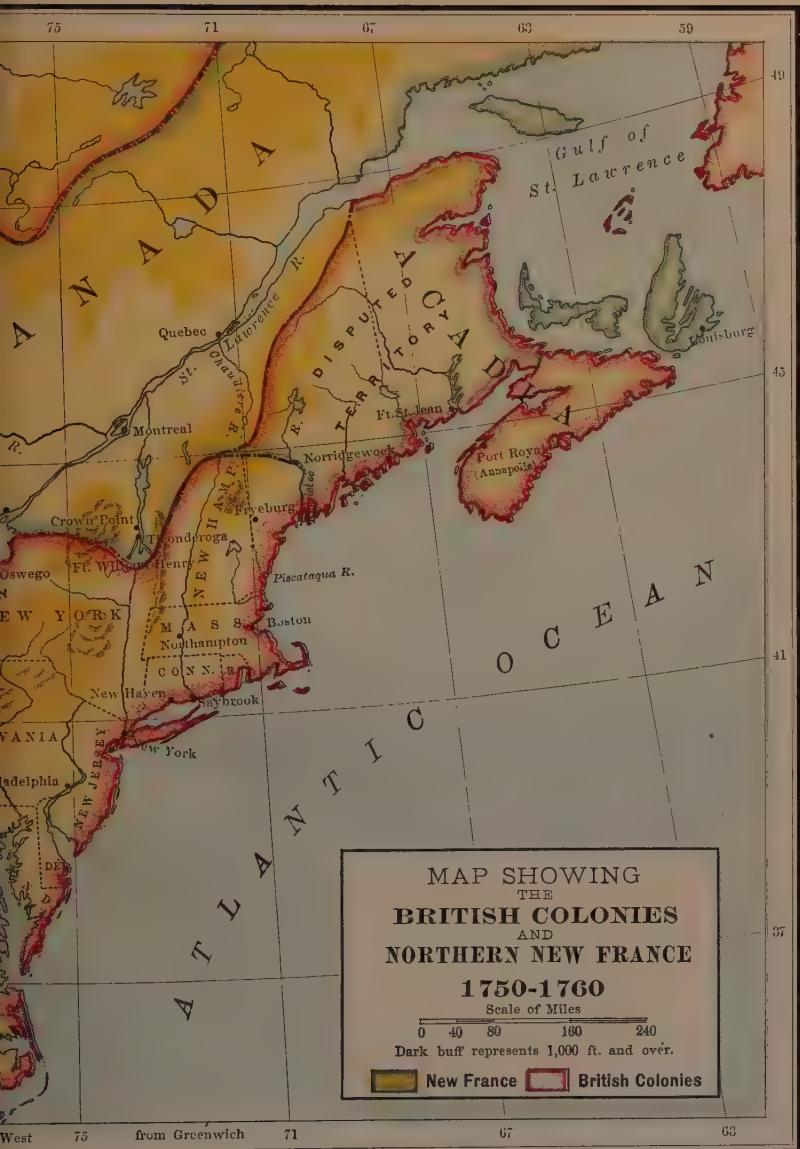 75 71 67 63 59
49
Gulf of
St. Lawrence
CANADA
ACADIA
DISPUTED
TERRITORY
Quebec
St. Lawrence R.
Chaudière R.
Louisburg
45
Ft. St. Jean
R.
Montreal
R.
Norridgewock
Port Royal
(Annapolis)
Crown Point
Fryeburg
Ticonderoga
Oswego
Ft. William Henry
NEW HAMP.
Piscataqua R.
EW YORK
MASS.
Boston
Northampton
CONN. R
41
New Haven
Saybrook
VANIA
New York
NEW JERSEY
ladelphia
DE
ATLANTIC OCEAN
37
MAP SHOWING
THE
BRITISH COLONIES
AND
NORTHERN NEW FRANCE
1750-1760
Scale of Miles
0 40 80 160 240
Dark buff represents 1,000 ft. and over.
New France British Colonies
West 75 from Greenwich 71 67 63